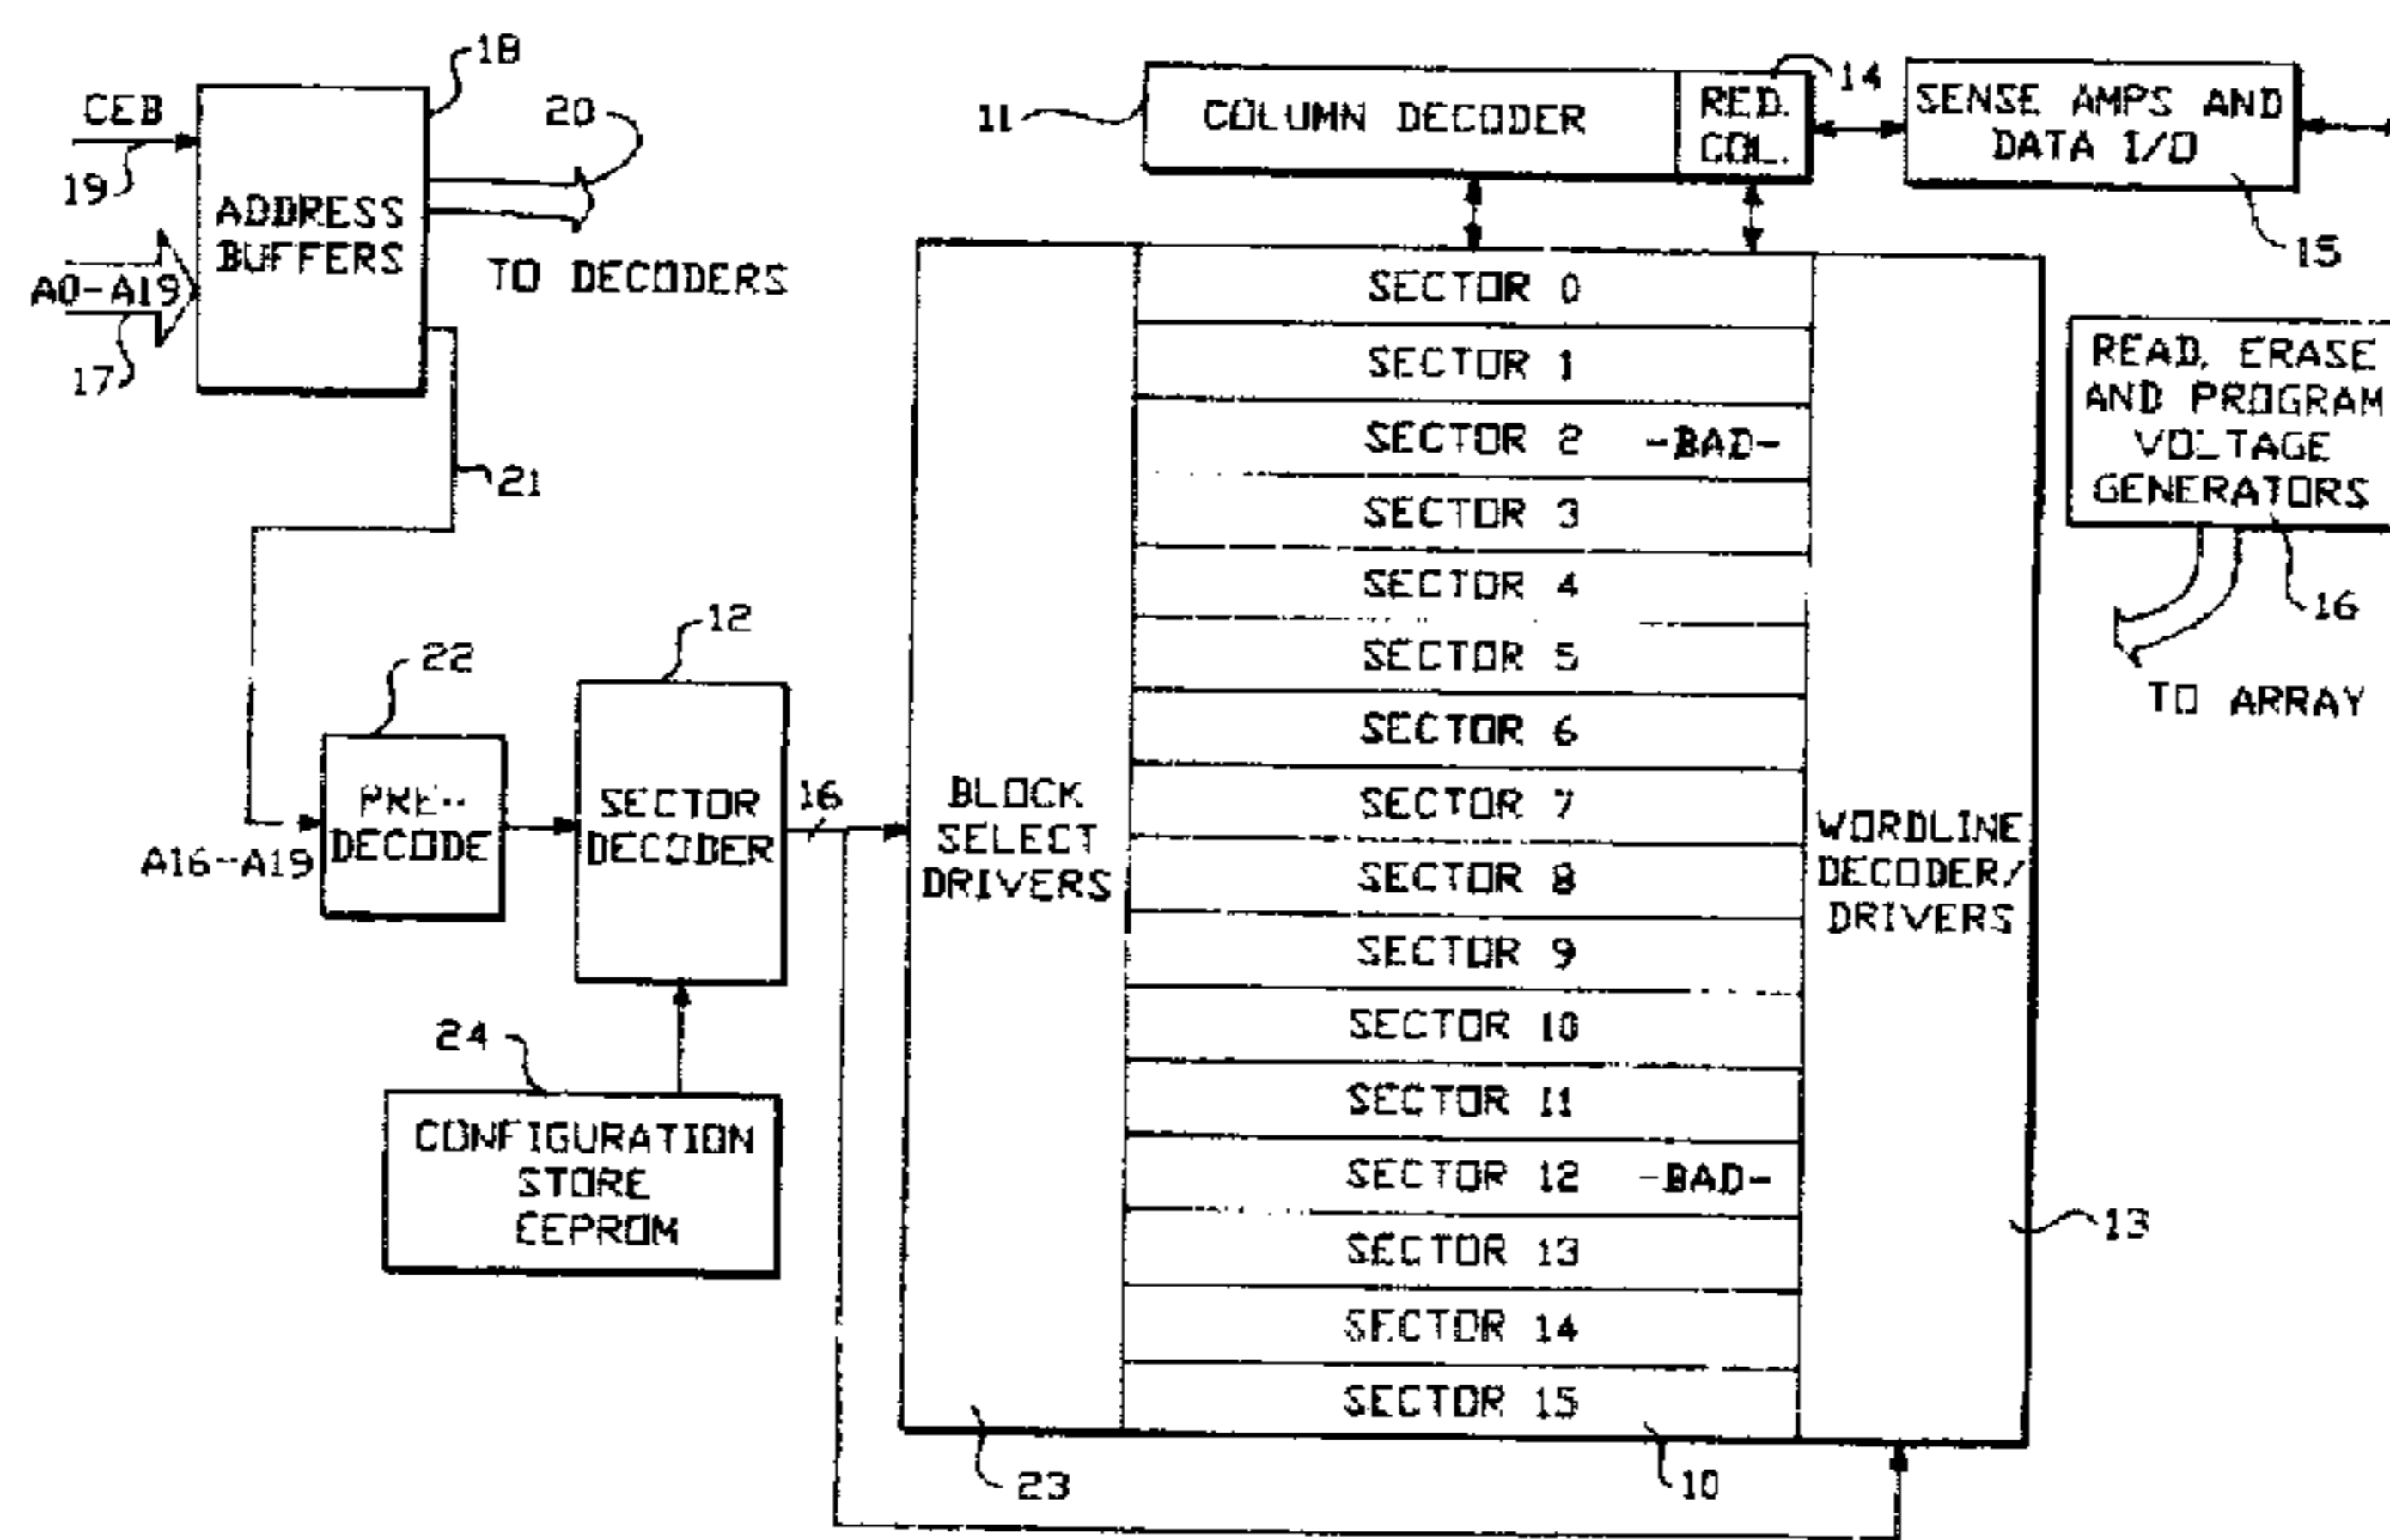 18
CEB
19
ADDRESS
BUFFERS
A0-A19
17
20
TO DECODERS
21
11
COLUMN DECODER
RED.
COL.
14
SENSE AMPS AND
DATA I/O
15
READ, ERASE
AND PROGRAM
VOLTAGE
GENERATORS
16
TO ARRAY
22
PRE-
DECODE
A16-A19
12
SECTOR
DECODER
16
24
CONFIGURATION
STORE
EEPROM
BLOCK
SELECT
DRIVERS
23
SECTOR 0
SECTOR 1
SECTOR 2 -BAD-
SECTOR 3
SECTOR 4
SECTOR 5
SECTOR 6
SECTOR 7
SECTOR 8
SECTOR 9
SECTOR 10
SECTOR 11
SECTOR 12 -BAD-
SECTOR 13
SECTOR 14
SECTOR 15
10
WORDLINE
DECODER/
DRIVERS
13